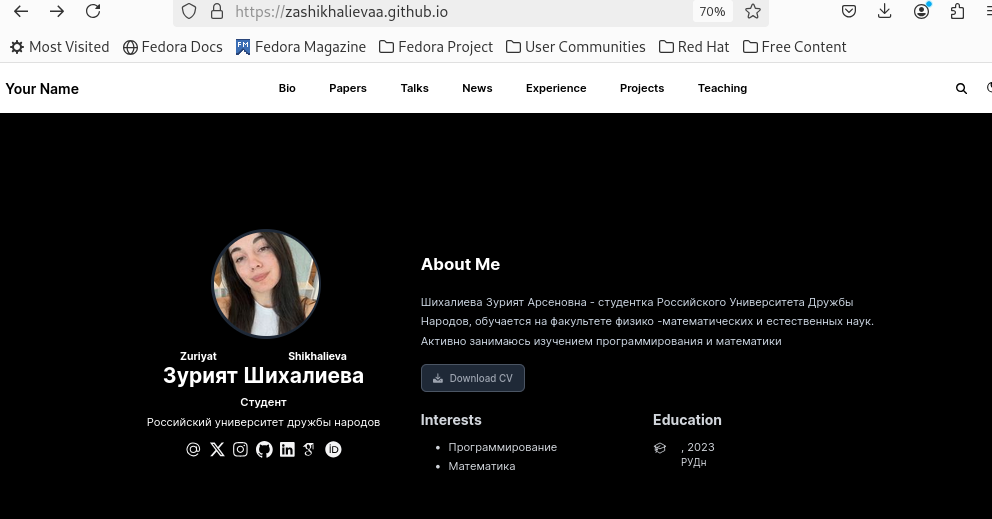 https://zashikhalievaa.github.io
70%
Most Visited Fedora Docs FM Fedora Magazine Fedora Project User Communities Red Hat Free Content
Your Name Bio Papers Talks News Experience Projects Teaching
Zuriyat Shikhalieva
Зурият Шихалиева
Студент
Российский университет дружбы народов
iD
About Me
Шихалиева Зурият Арсеновна - студентка Российского Университета Дружбы
Народов, обучается на факультете физико -математических и естественных наук.
Активно занимаюсь изучением программирования и математики
Download CV
Interests
Программирование
Математика
Education
, 2023
РУДн